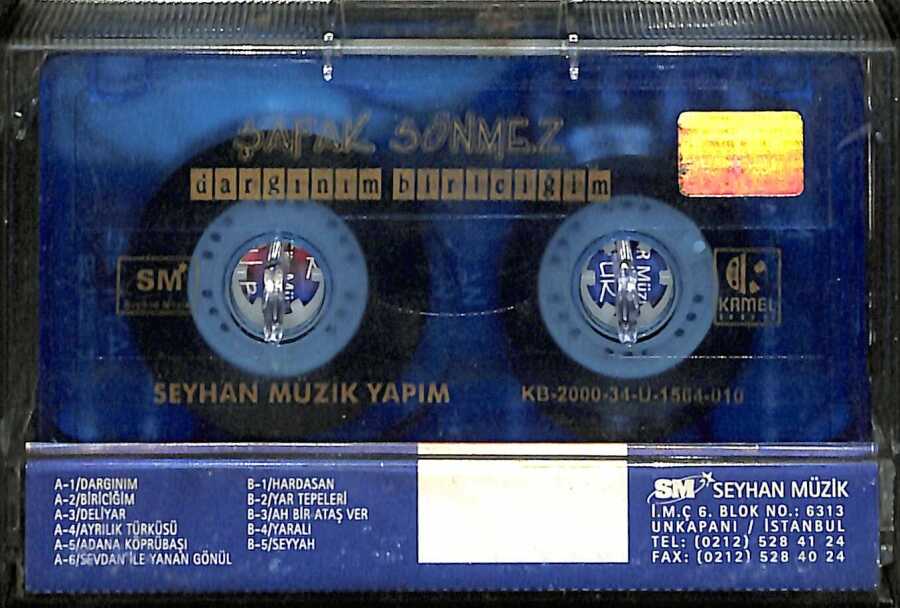 ŞAFAK SÖNMEZ
dargınım biriciğim
SM
KAMEL
SEYHAN MÜZİK YAPIM
KB-2000-34-U-1564-010
A-1/DARGINIM
A-2/BİRİCİĞİM
A-3/DELİYAR
A-4/AYRILIK TÜRKÜSÜ
A-5/ADANA KÖPRÜBAŞI
A-6/SEVDAN İLE YANAN GÖNÜL
B-1/HARDASAN
B-2/YAR TEPELERİ
B-3/AH BİR ATAŞ VER
B-4/YARALI
B-5/SEYYAH
SM SEYHAN MÜZİK
İ.M.Ç 6. BLOK NO.: 6313
UNKAPANI / İSTANBUL
TEL: (0212) 528 41 24
FAX: (0212) 528 40 24